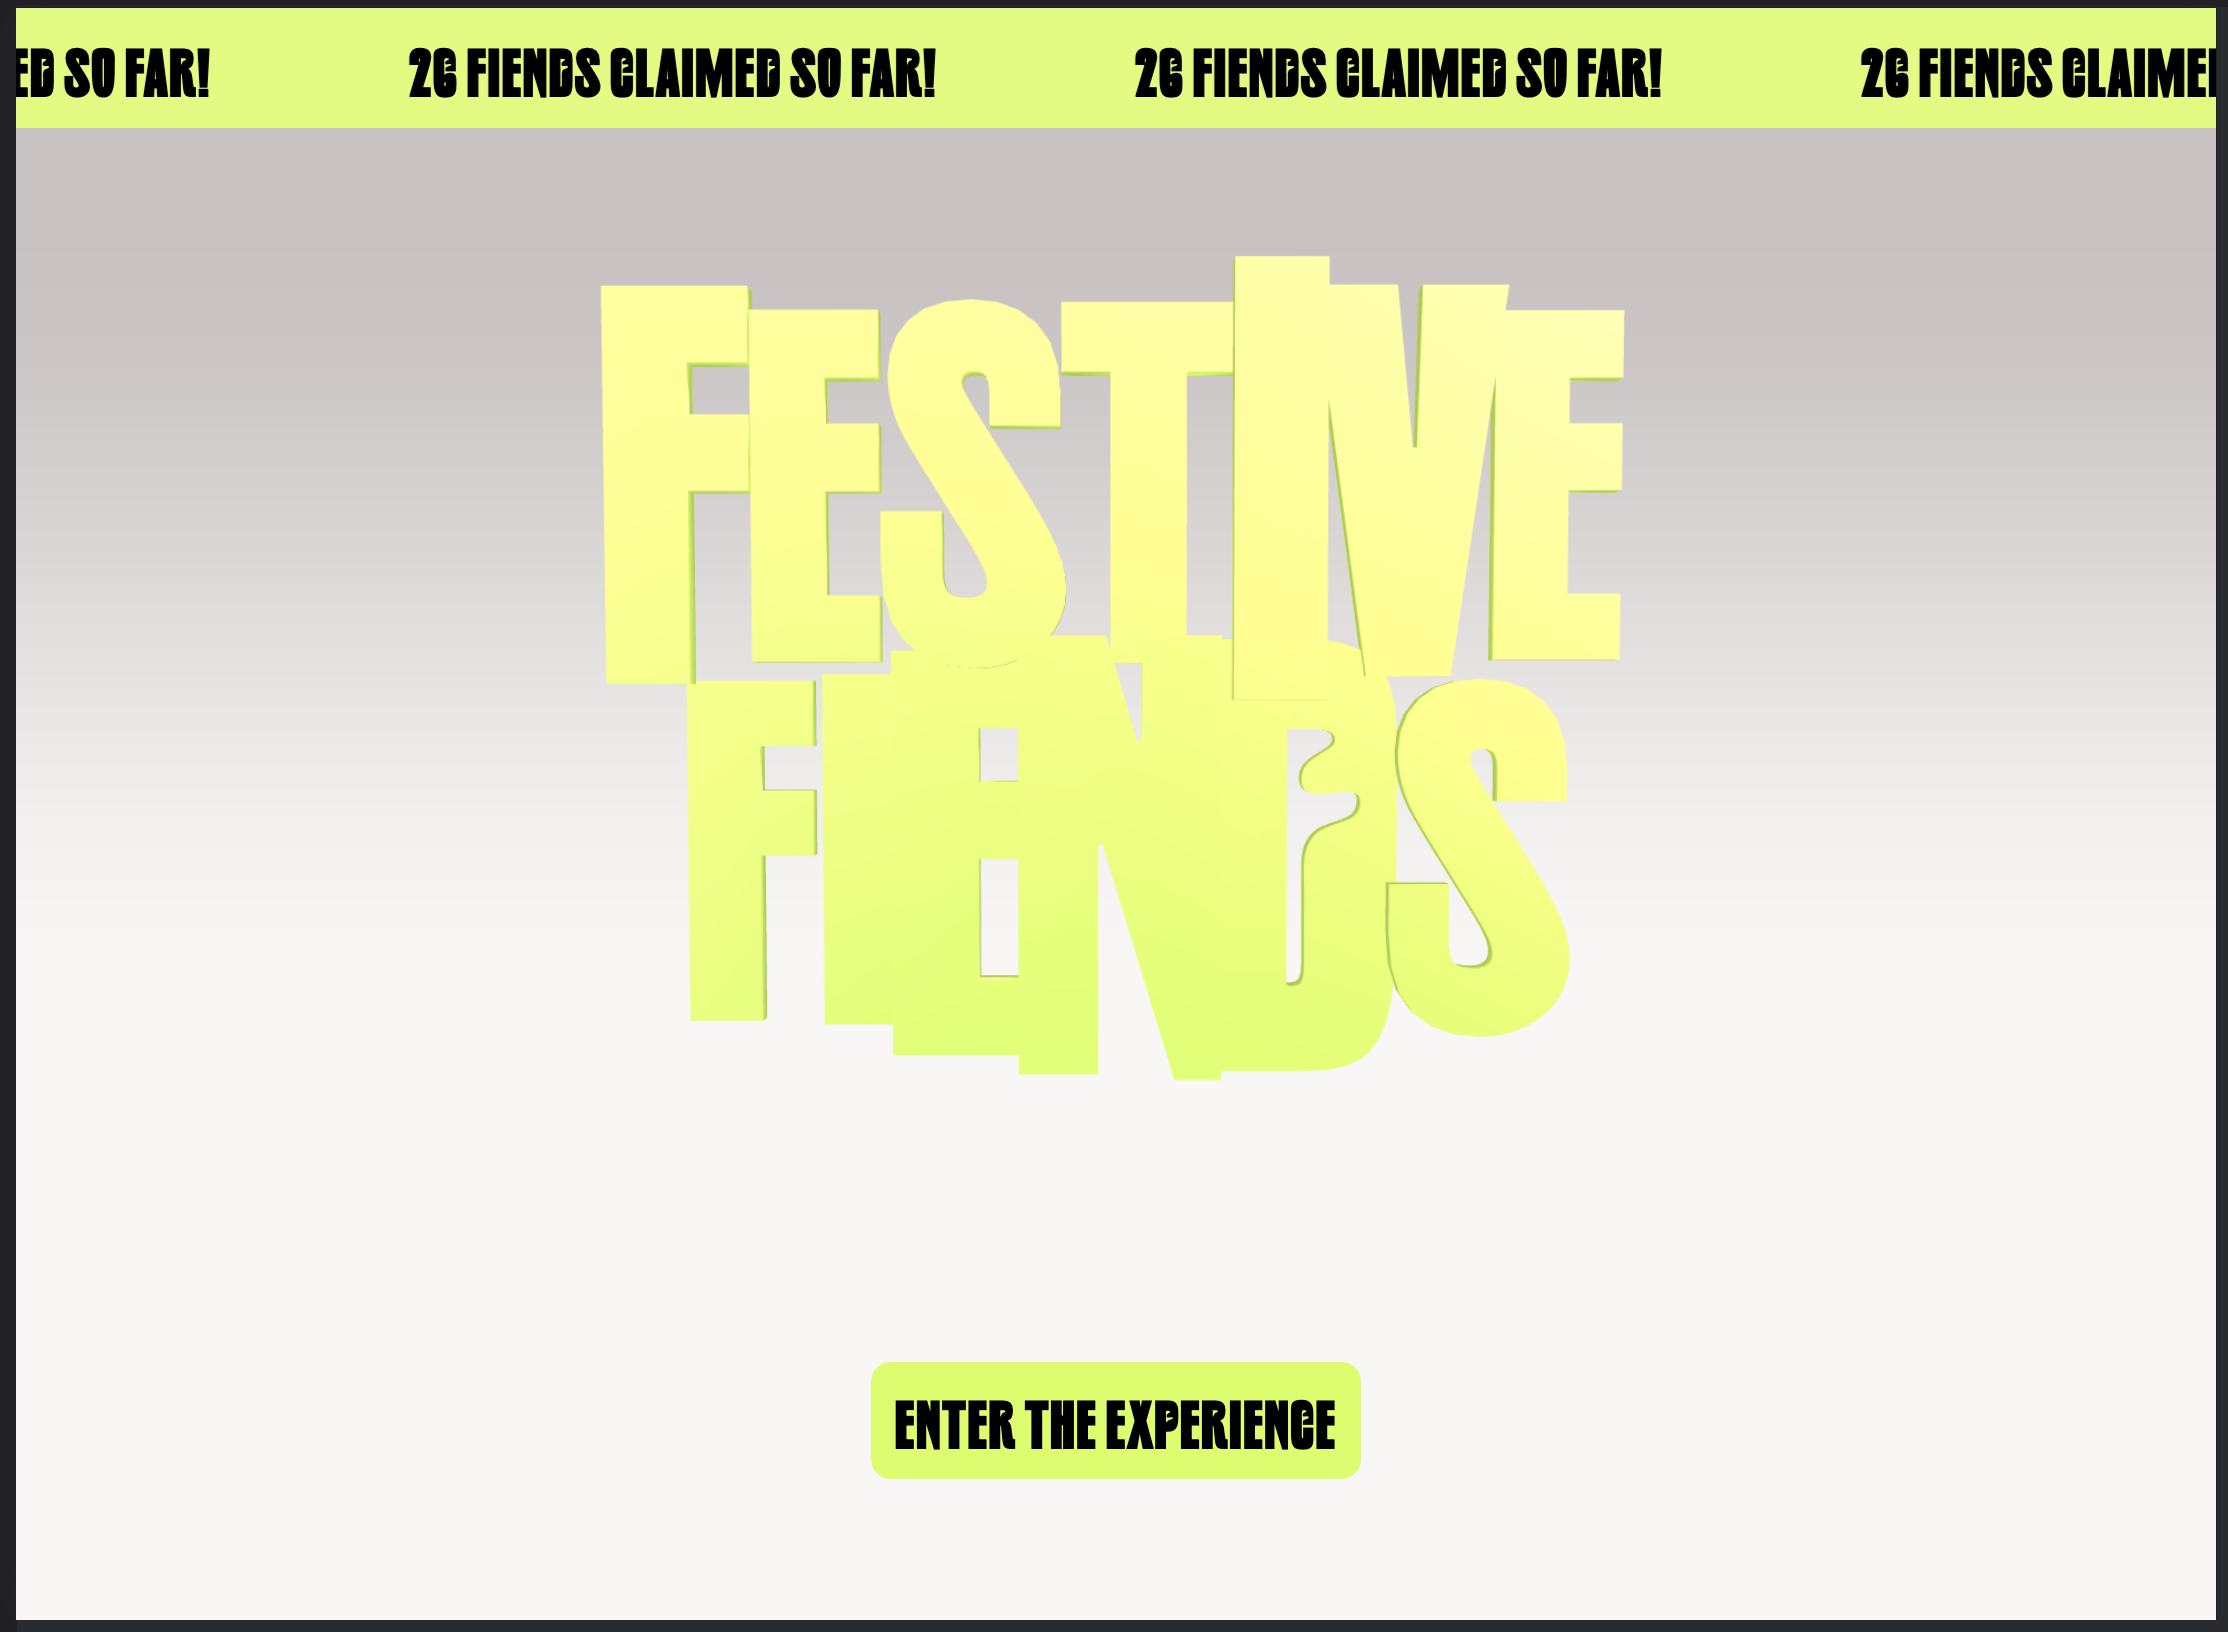 ED SO FAR! 26 FIENDS CLAIMED SO FAR! 26 FIENDS CLAIMED SO FAR! 26 FIENDS CLAIMED
FESTIVE
FIENDS
ENTER THE EXPERIENCE